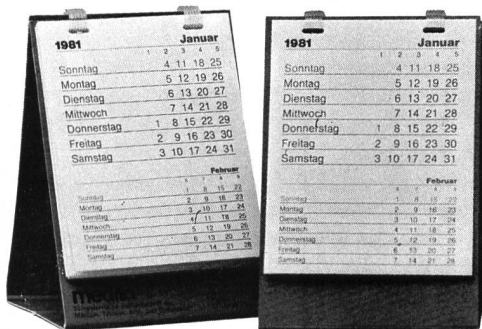 1981 Januar
1 2 3 4 5
Sonntag 4 11 18 25
Montag 5 12 19 26
Dienstag 6 13 20 27
Mittwoch 7 14 21 28
Donnerstag 1 8 15 22 29
Freitag 2 9 16 23 30
Samstag 3 10 17 24 31
Februar
Sonntag 1 8 15 22
Montag 2 9 16 23
Dienstag 3 10 17 24
Mittwoch 4 11 18 25
Donnerstag 5 12 19 26
Freitag 6 13 20 27
Samstag 7 14 21 28
1981 Januar
1 2 3 4 5
Sonntag 4 11 18 25
Montag 5 12 19 26
Dienstag 6 13 20 27
Mittwoch 7 14 21 28
Donnerstag 1 8 15 22 29
Freitag 2 9 16 23 30
Samstag 3 10 17 24 31
Februar
Sonntag 1 8 15 22
Montag 2 9 16 23
Dienstag 3 10 17 24
Mittwoch 4 11 18 25
Donnerstag 5 12 19 26
Freitag 6 13 20 27
Samstag 7 14 21 28